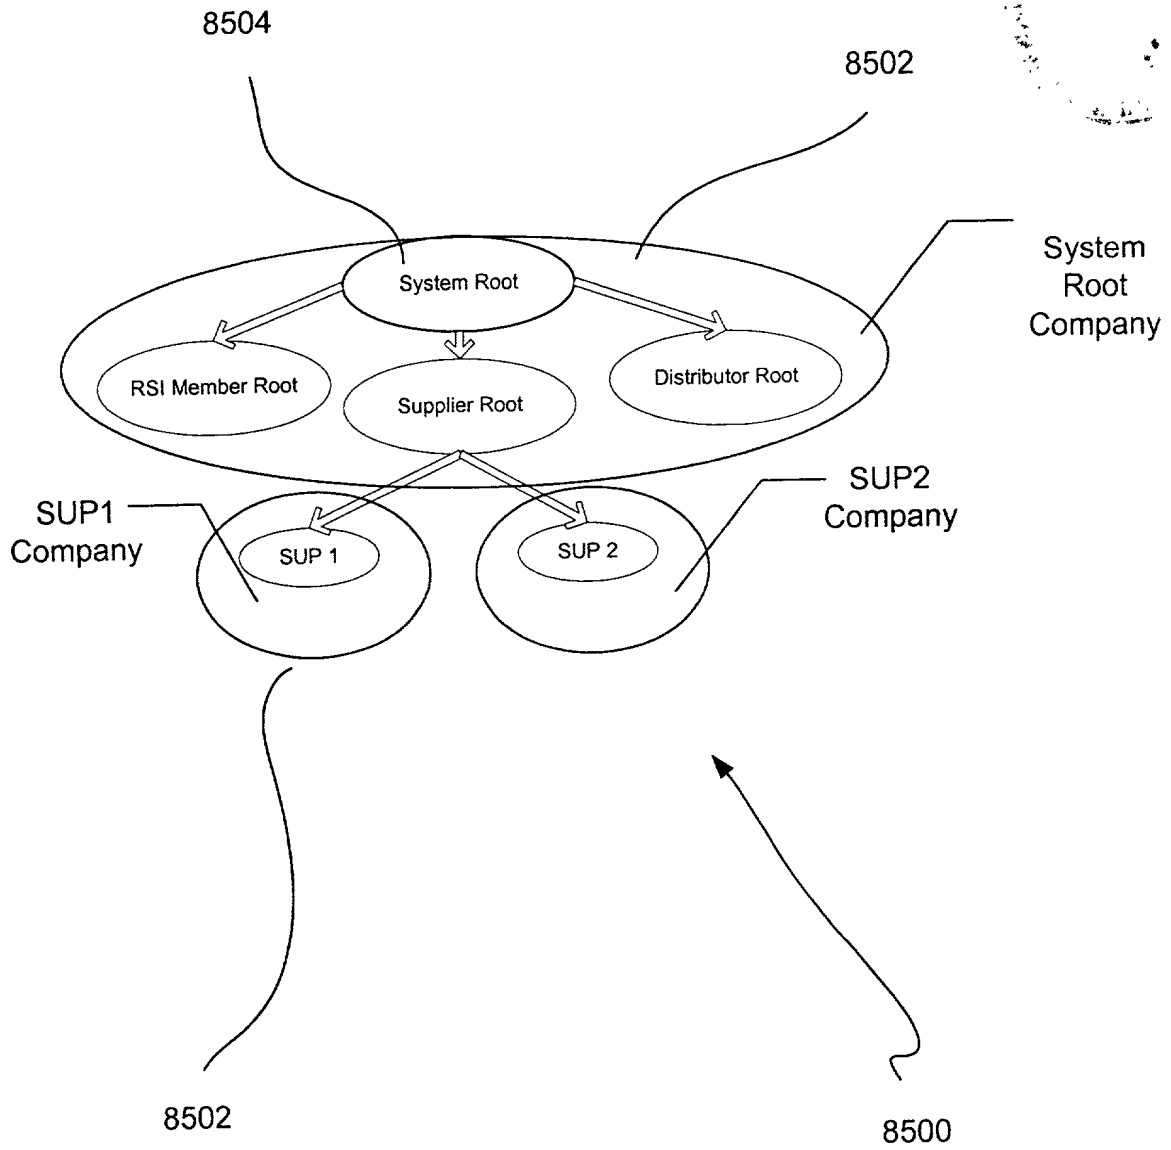 8504
8502
System
Root
Company
System Root
RSI Member Root
Supplier Root
Distributor Root
SUP1
Company
SUP2
Company
SUP 1
SUP 2
8502
8500